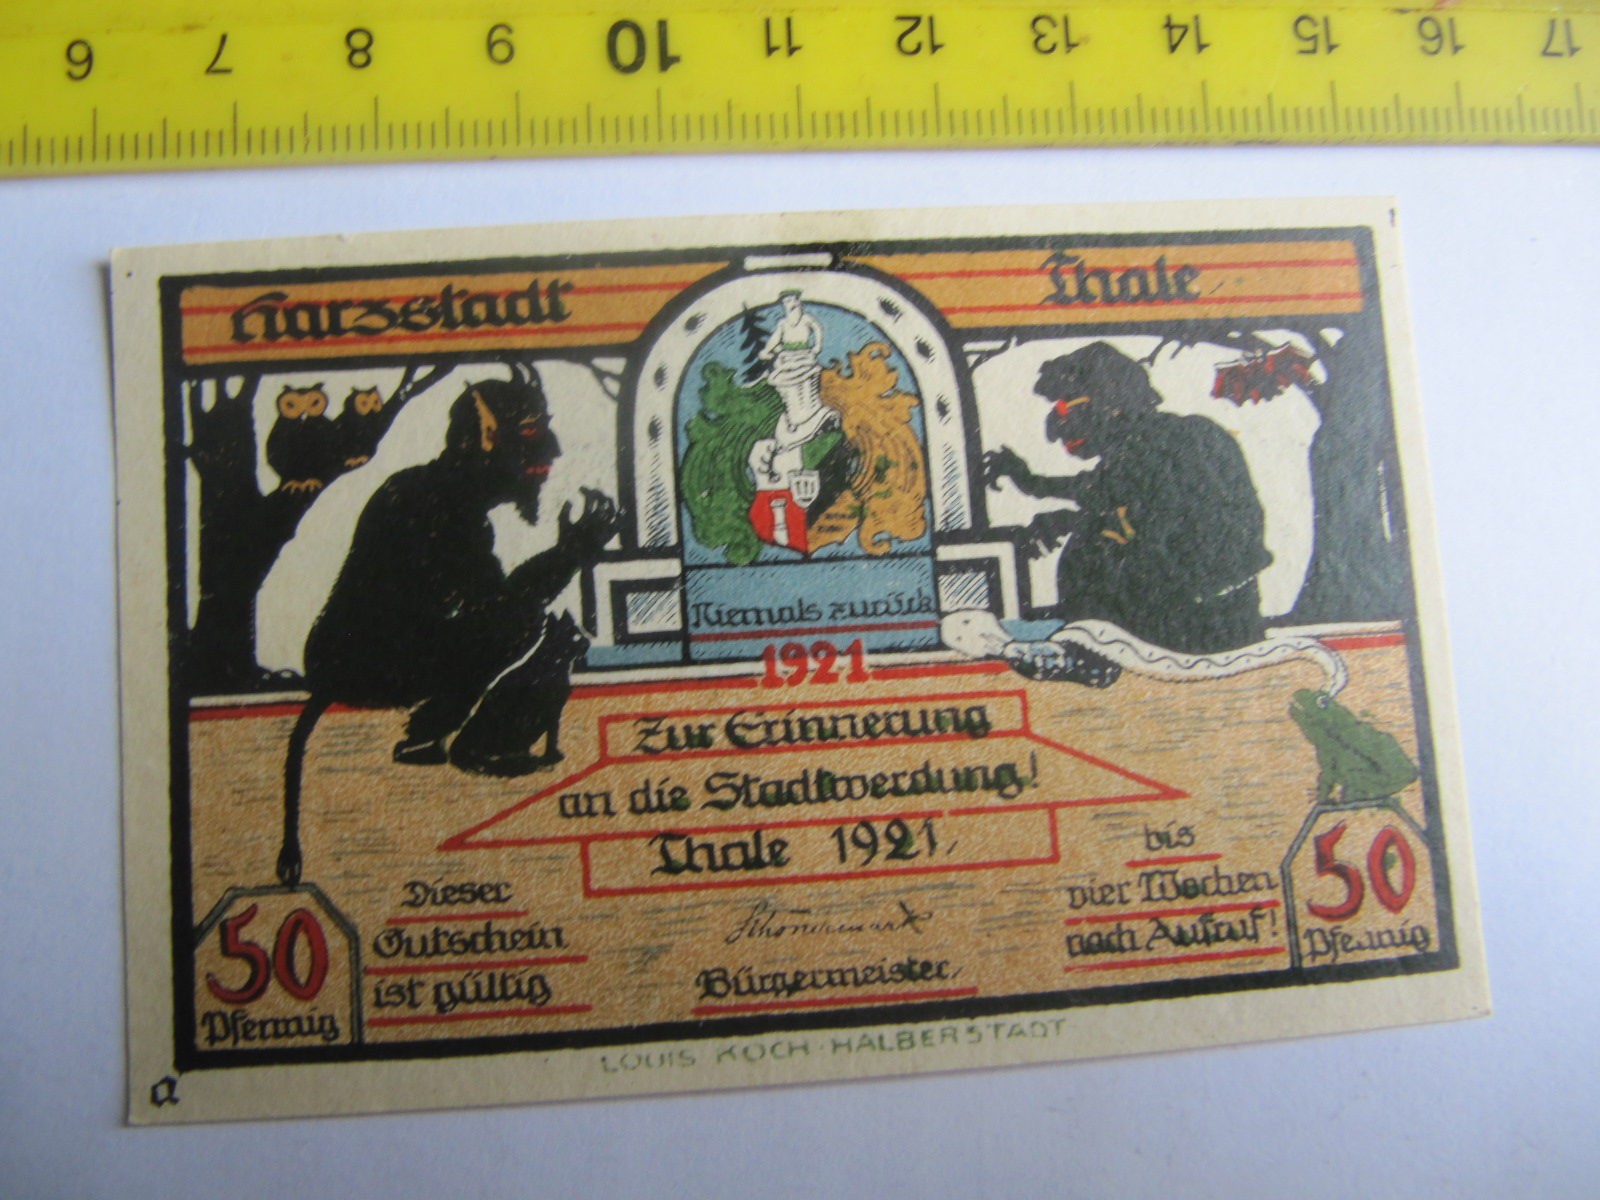 6 7 8 9 10 11 12 13 14 15 16 17
Harzstadt Thale
Niemals zurück
1921
Zur Erinnerung
an die Stadtwerdung!
Thale 1921.
Dieser
Gutschein
ist gültig
Schönermark
Bürgermeister.
bis
vier Wochen
nach Aufruf!
50
Pfennig
50
Pfennig
a
LOUIS KOCH·HALBERSTADT